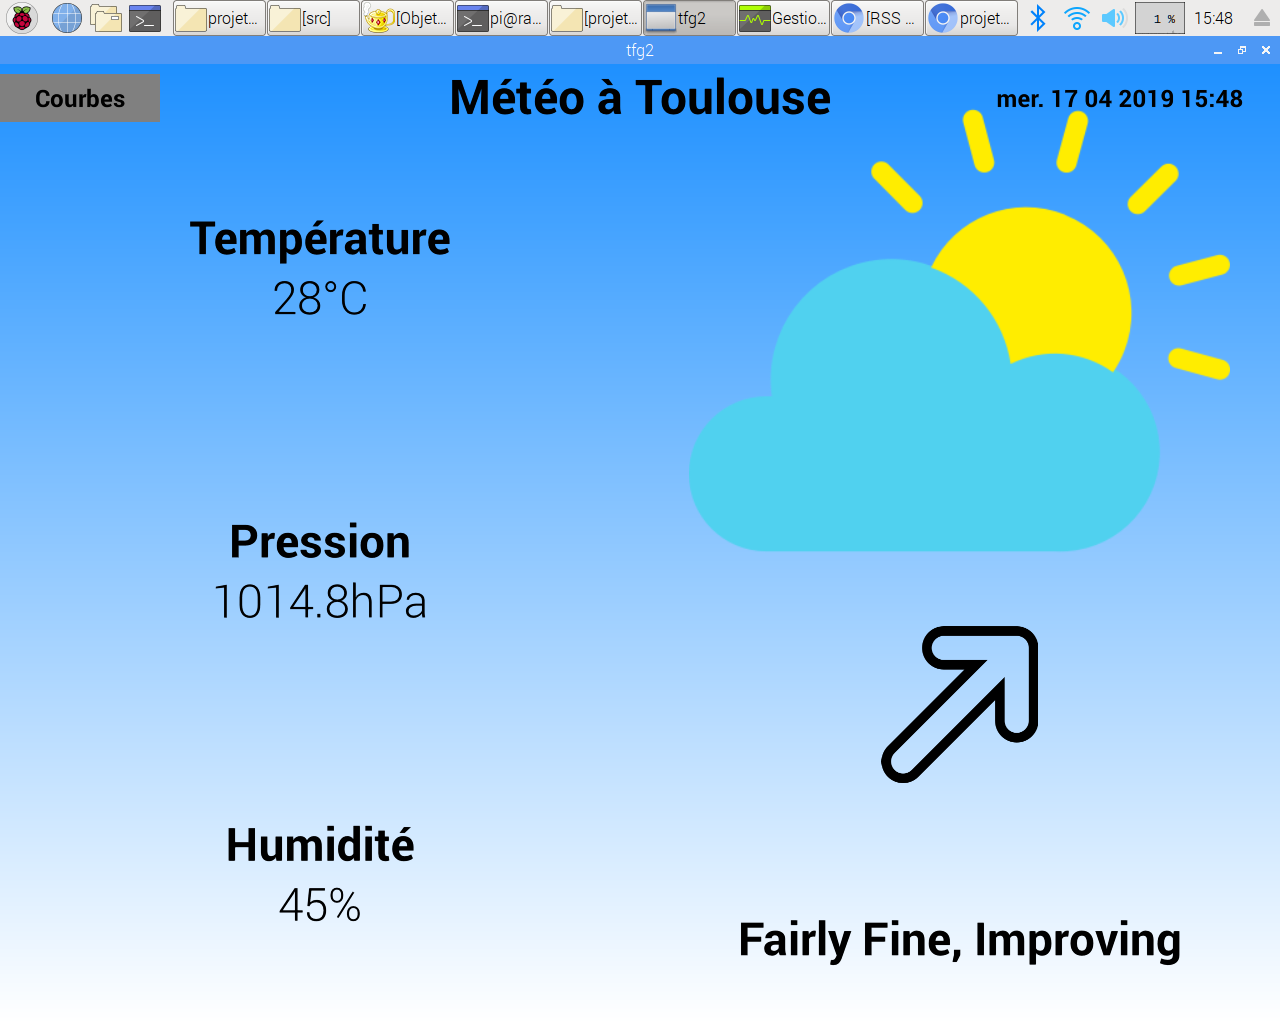 projet... [src] [Objet... pi@ra... [projet... tfg2 Gestio... [RSS ... projet... 1 % 15:48
tfg2
Courbes
Météo à Toulouse
mer. 17 04 2019 15:48
Température
28°C
Pression
1014.8hPa
Humidité
45%
Fairly Fine, Improving